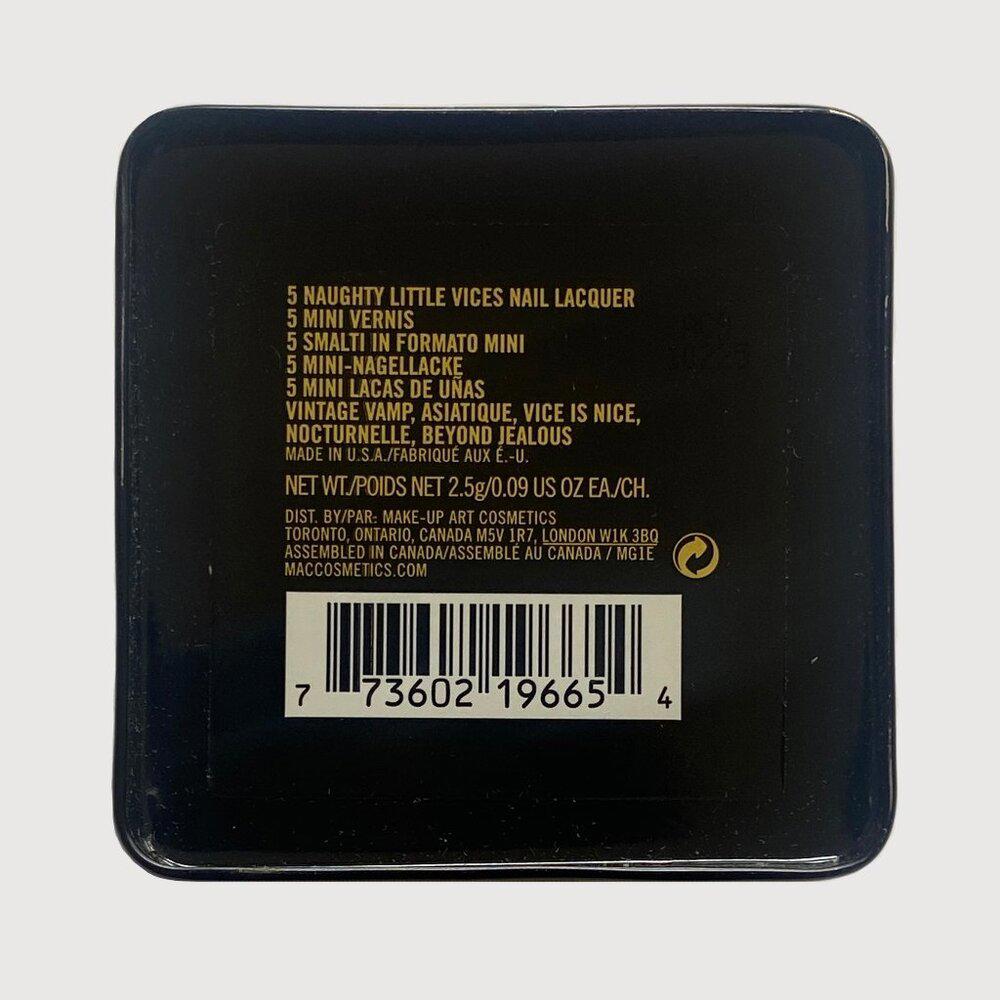 5 NAUGHTY LITTLE VICES NAIL LACQUER
5 MINI VERNIS
5 SMALTI IN FORMATO MINI
5 MINI-NAGELLACKE
5 MINI LACAS DE UÑAS
VINTAGE VAMP, ASIATIQUE, VICE IS NICE,
NOCTURNELLE, BEYOND JEALOUS
MADE IN U.S.A./FABRIQUÉ AUX É.-U.
NET WT./POIDS NET 2.5g/0.09 US OZ EA./CH.
DIST. BY/PAR: MAKE-UP ART COSMETICS
TORONTO, ONTARIO, CANADA M5V 1R7, LONDON W1K 3BQ
ASSEMBLED IN CANADA/ASSEMBLÉ AU CANADA / MG1E
MACCOSMETICS.COM
7 73602 19665 4